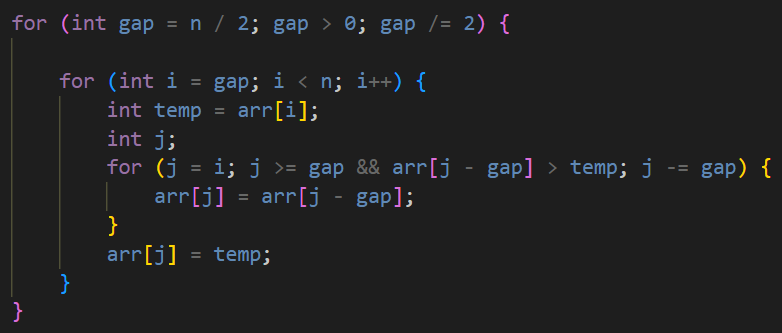 for (int gap = n / 2; gap > 0; gap /= 2) {
for (int i = gap; i < n; i++) {
int temp = arr[i];
int j;
for (j = i; j >= gap && arr[j - gap] > temp; j -= gap) {
arr[j] = arr[j - gap];
}
arr[j] = temp;
}
}